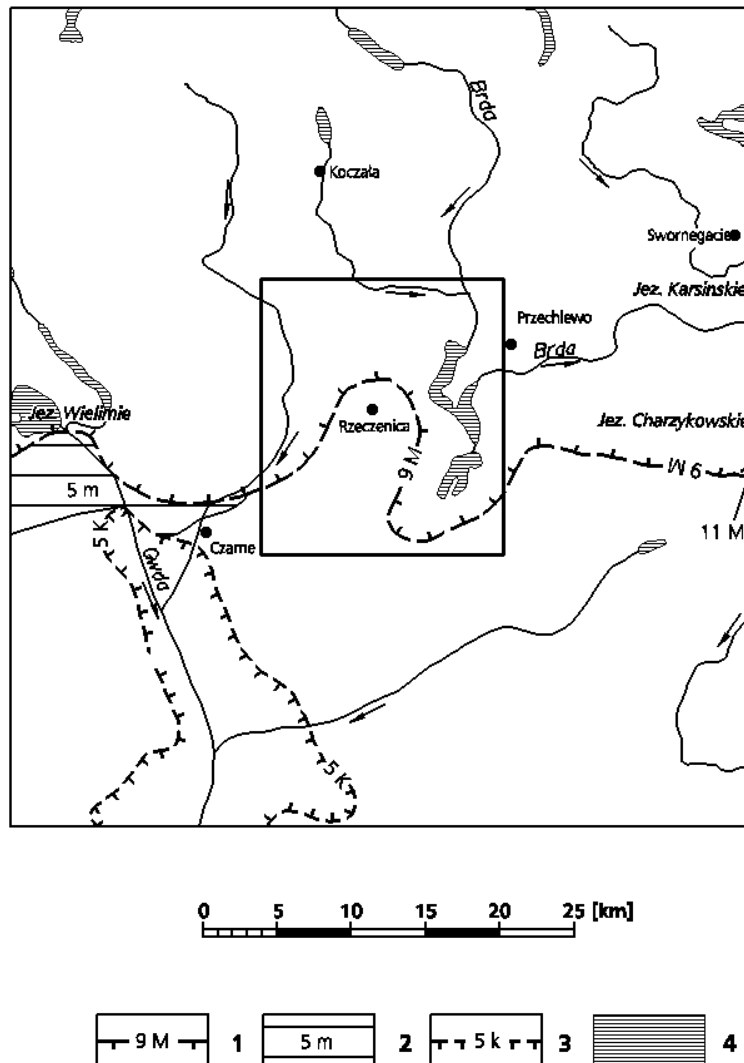 Brda
Koczała
Swornegacie
Jez. Karsinskie
Przechlewo
Brda
Jez. Wielimie
Rzeczenica
Jez. Charzykowskie
9 M
9 M
5 m
11 M
5 K
Czarne
Gwda
5 K
0 5 10 15 20 25 [km]
9 M 1 5 m 2 5 k 3 4